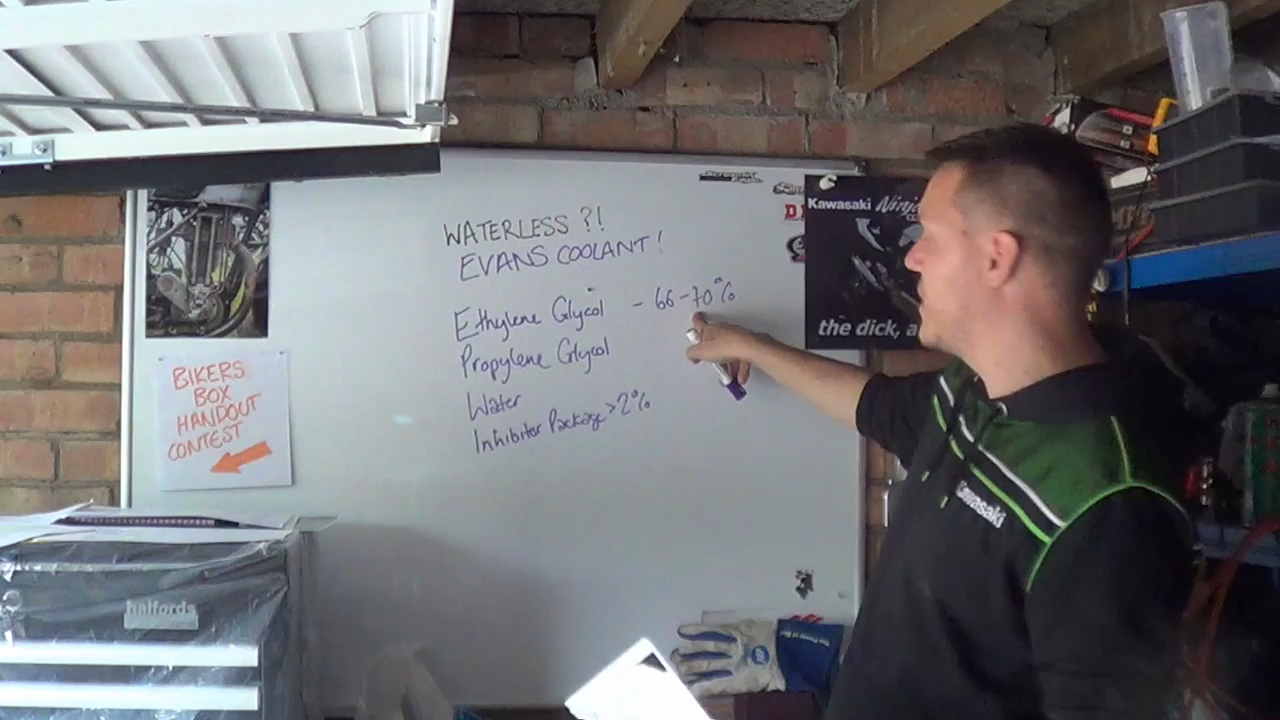 WATERLESS ?!
EVANS COOLANT!
Ethylene Glycol - 66-70%
Propylene Glycol
Water
Inhibitor Package >2%
BIKERS
BOX
HANDOUT
CONTEST
Kawasaki Ninja
the dick, a
halfords
Kawasaki